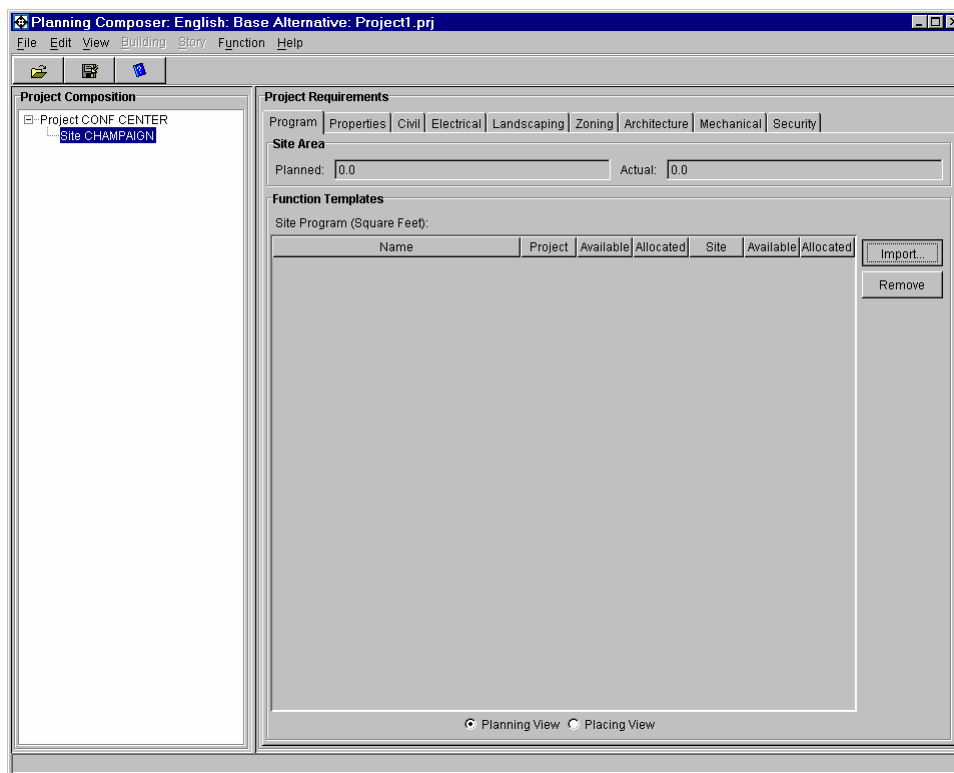 Planning Composer: English: Base Alternative: Project1.prj
File Edit View Building Story Function Help
Project Composition
Project CONF CENTER
Site CHAMPAIGN
Project Requirements
Program Properties Civil Electrical Landscaping Zoning Architecture Mechanical Security
Site Area
Planned: 0.0 Actual: 0.0
Function Templates
Site Program (Square Feet):
Name Project Available Allocated Site Available Allocated
Import...
Remove
Planning View Placing View